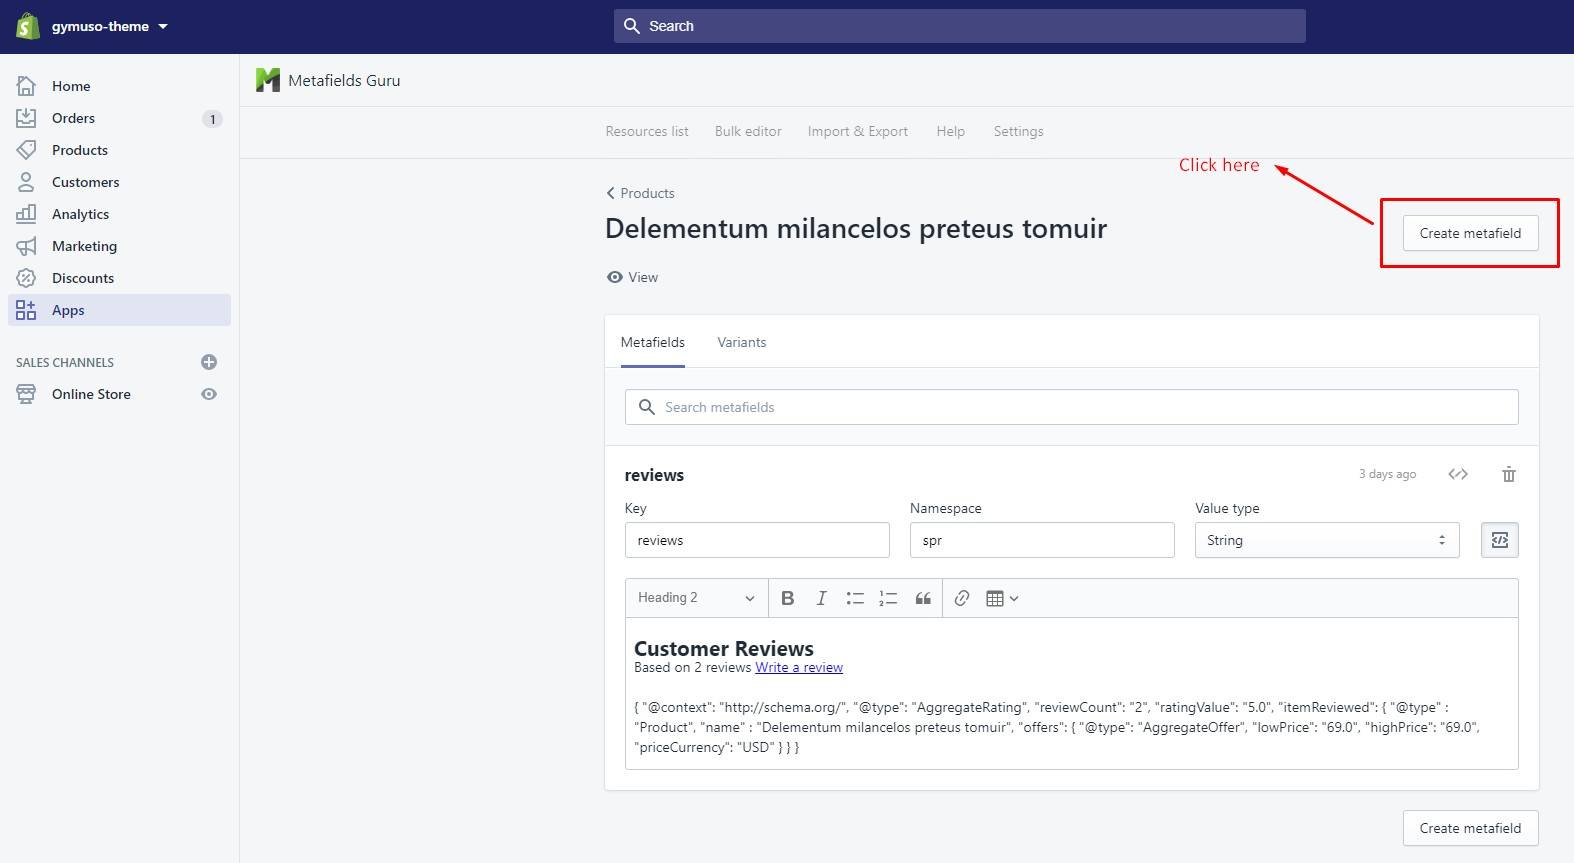 gymuso-theme
Search
Home
Orders 1
Products
Customers
Analytics
Marketing
Discounts
Apps
SALES CHANNELS
Online Store
Metafields Guru
Resources list Bulk editor Import & Export Help Settings
Click here
Products
Delementum milancelos preteus tomuir
Create metafield
View
Metafields Variants
Search metafields
reviews 3 days ago
Key Namespace Value type
reviews spr String
Heading 2 B I
Customer Reviews
Based on 2 reviews Write a review
{ "@context": "http://schema.org/", "@type": "AggregateRating", "reviewCount": "2", "ratingValue": "5.0", "itemReviewed": { "@type" :
"Product", "name" : "Delementum milancelos preteus tomuir", "offers": { "@type": "AggregateOffer", "lowPrice": "69.0", "highPrice": "69.0",
"priceCurrency": "USD" } } }
Create metafield